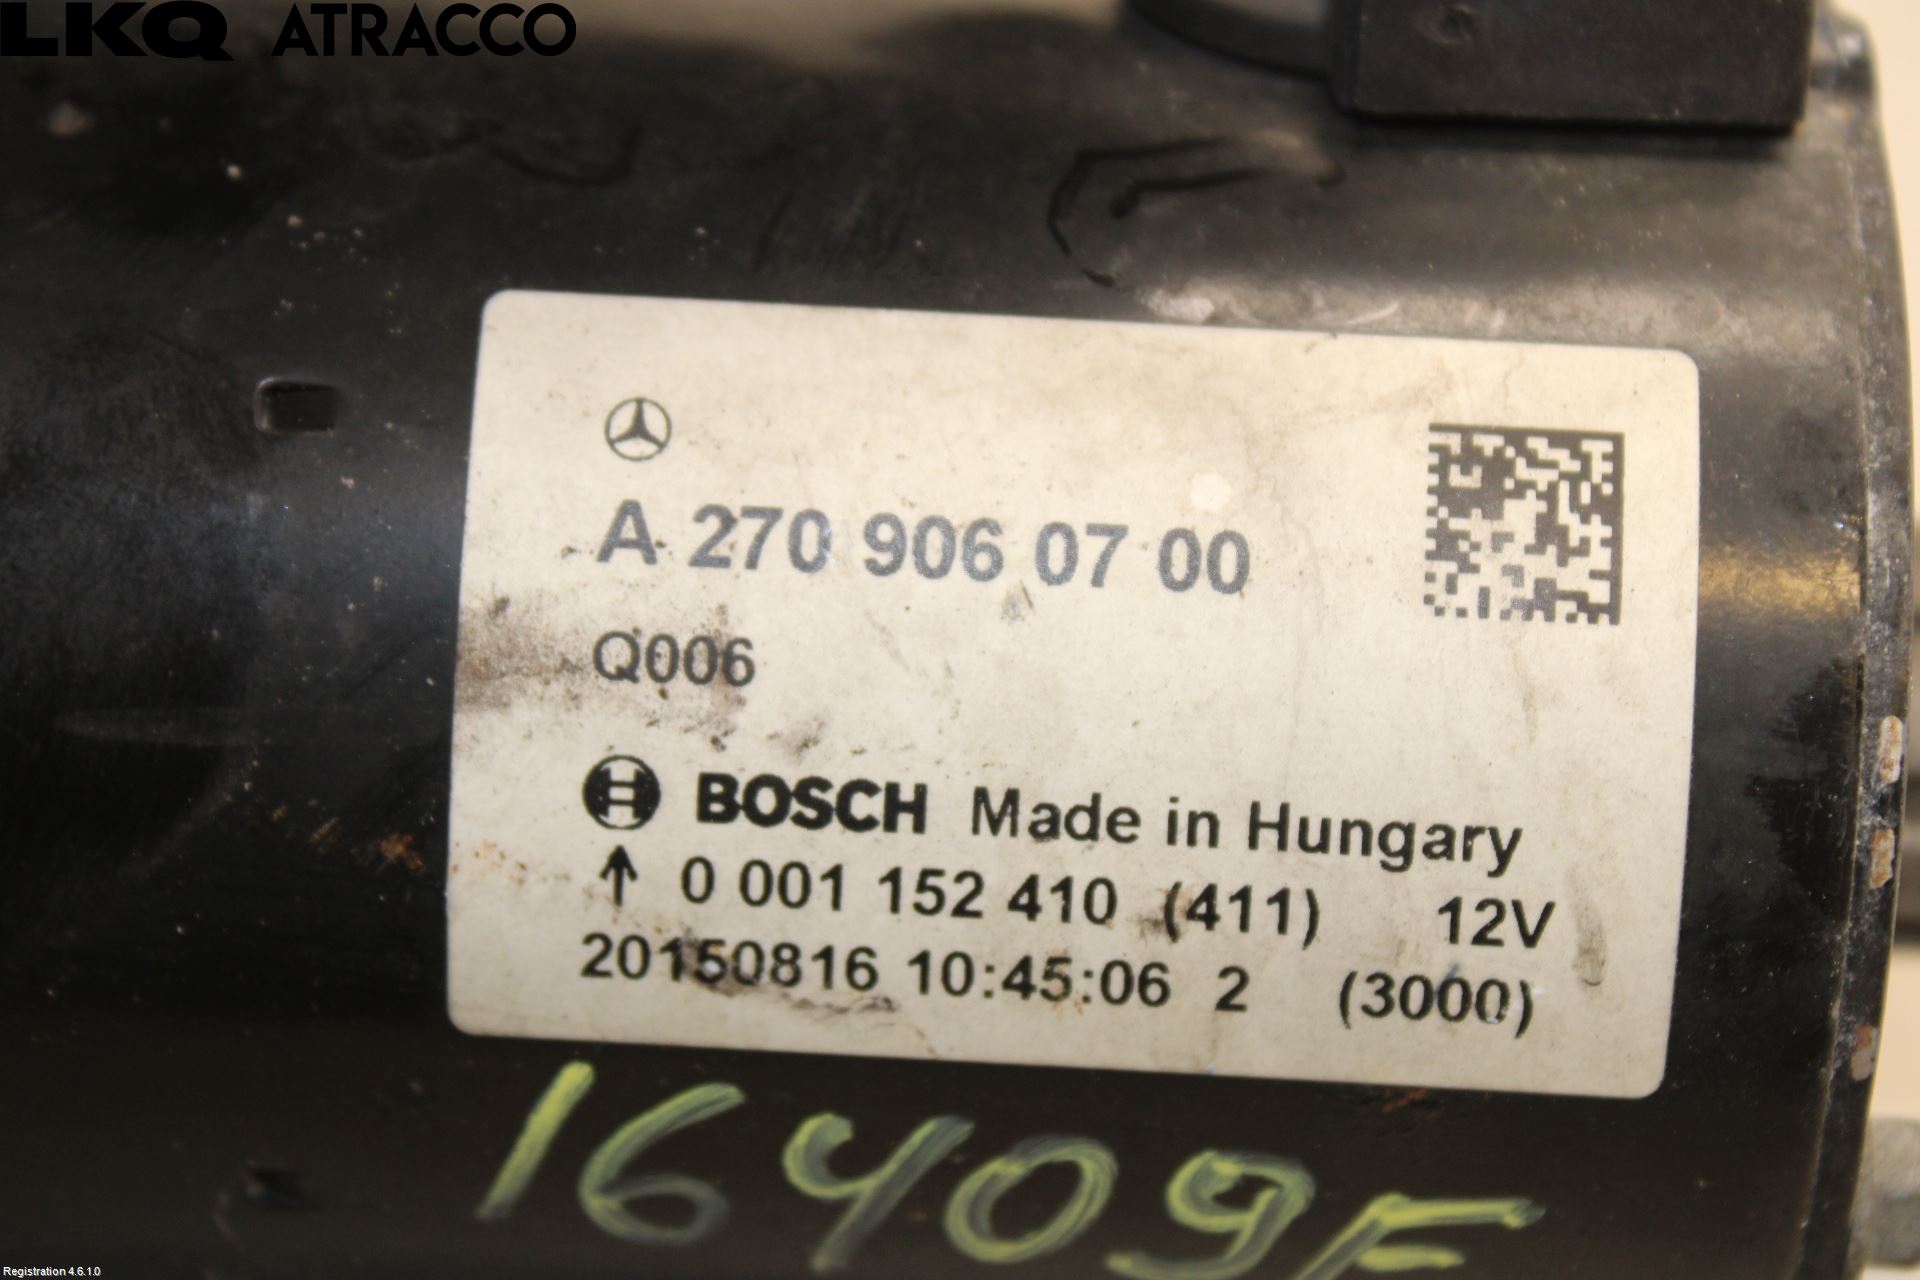 LKQ ATRACCO
A 270 906 07 00
Q006
BOSCH Made in Hungary
↑ 0 001 152 410 (411) 12V
20150816 10:45:06 2 (3000)
16409F
Registration 4.6.1.0